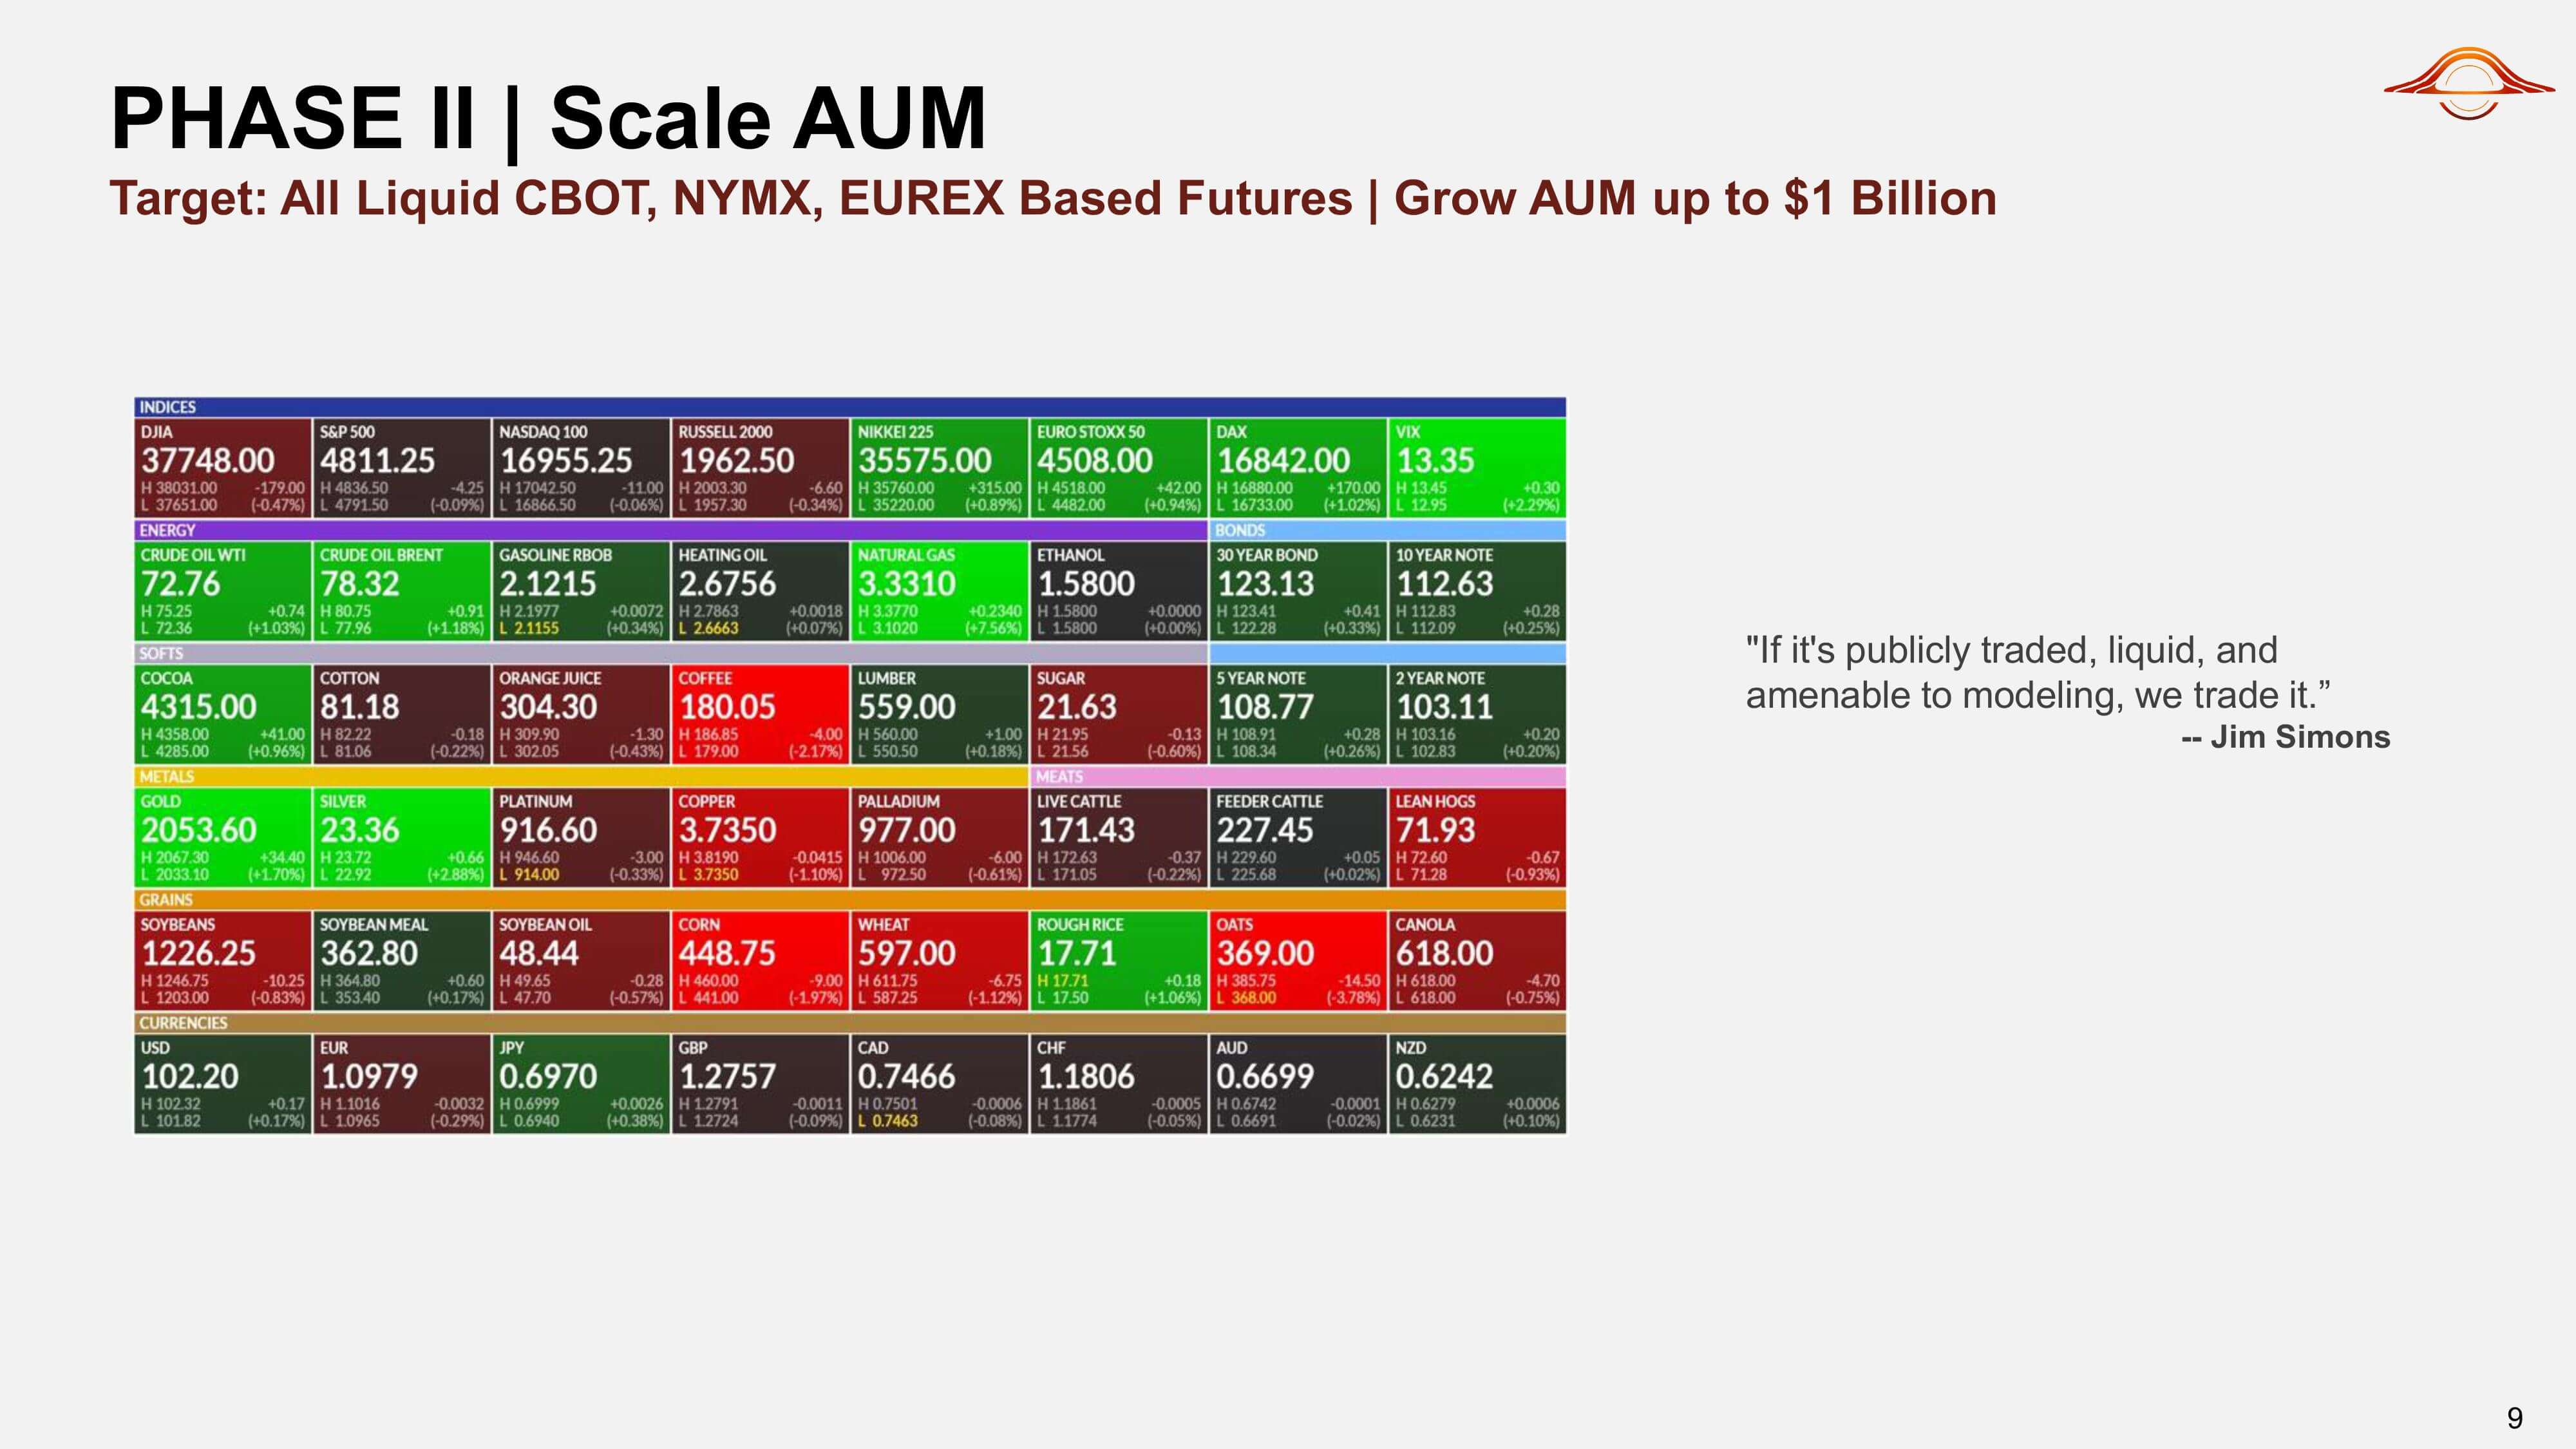 PHASE II | Scale AUM
Target: All Liquid CBOT, NYMX, EUREX Based Futures | Grow AUM up to $1 Billion
INDICES
DJIA S&P 500 NASDAQ 100 RUSSELL 2000 NIKKEI 225 EURO STOXX 50 DAX VIX
37748.00 4811.25 16955.25 1962.50 35575.00 4508.00 16842.00 13.35
H 38031.00 -179.00 H 4836.50 -4.25 H 17042.50 -11.00 H 2003.30 -6.60 H 35760.00 +315.00 H 4518.00 +42.00 H 16880.00 +170.00 H 13.45 +0.30
L 37651.00 (-0.47%) L 4791.50 (-0.09%) L 16866.50 (-0.06%) L 1957.30 (-0.34%) L 35220.00 (+0.89%) L 4482.00 (+0.94%) L 16733.00 (+1.02%) L 12.95 (+2.29%)
ENERGY BONDS
CRUDE OIL WTI CRUDE OIL BRENT GASOLINE RBOB HEATING OIL NATURAL GAS ETHANOL 30 YEAR BOND 10 YEAR NOTE
72.76 78.32 2.1215 2.6756 3.3310 1.5800 123.13 112.63
H 75.25 +0.74 H 80.75 +0.91 H 2.1977 +0.0072 H 2.7863 +0.0018 H 3.3770 +0.2340 H 1.5800 +0.0000 H 123.41 +0.41 H 112.83 +0.28
L 72.36 (+1.03%) L 77.96 (+1.18%) L 2.1155 (+0.34%) L 2.6663 (+0.07%) L 3.1020 (+7.56%) L 1.5800 (+0.00%) L 122.28 (+0.33%) L 112.09 (+0.25%)
SOFTS
COCOA COTTON ORANGE JUICE COFFEE LUMBER SUGAR 5 YEAR NOTE 2 YEAR NOTE
4315.00 81.18 304.30 180.05 559.00 21.63 108.77 103.11
H 4358.00 +41.00 H 82.22 -0.18 H 309.90 -1.30 H 186.85 -4.00 H 560.00 +1.00 H 21.95 -0.13 H 108.91 +0.28 H 103.16 +0.20
L 4285.00 (+0.96%) L 81.06 (-0.22%) L 302.05 (-0.43%) L 179.00 (-2.17%) L 550.50 (+0.18%) L 21.56 (-0.60%) L 108.34 (+0.26%) L 102.83 (+0.20%)
METALS MEATS
GOLD SILVER PLATINUM COPPER PALLADIUM LIVE CATTLE FEEDER CATTLE LEAN HOGS
2053.60 23.36 916.60 3.7350 977.00 171.43 227.45 71.93
H 2067.30 +34.40 H 23.72 +0.66 H 946.60 -3.00 H 3.8190 -0.0415 H 1006.00 -6.00 H 172.63 -0.37 H 229.60 +0.05 H 72.60 -0.67
L 2033.10 (+1.70%) L 22.92 (+2.88%) L 914.00 (-0.33%) L 3.7350 (-1.10%) L 972.50 (-0.61%) L 171.05 (-0.22%) L 225.68 (+0.02%) L 71.28 (-0.93%)
GRAINS
SOYBEANS SOYBEAN MEAL SOYBEAN OIL CORN WHEAT ROUGH RICE OATS CANOLA
1226.25 362.80 48.44 448.75 597.00 17.71 369.00 618.00
H 1246.75 -10.25 H 364.80 +0.60 H 49.65 -0.28 H 460.00 -9.00 H 611.75 -6.75 H 17.71 +0.18 H 385.75 -14.50 H 618.00 -4.70
L 1203.00 (-0.83%) L 353.40 (+0.17%) L 47.70 (-0.57%) L 441.00 (-1.97%) L 587.25 (-1.12%) L 17.50 (+1.06%) L 368.00 (-3.78%) L 618.00 (-0.75%)
CURRENCIES
USD EUR JPY GBP CAD CHF AUD NZD
102.20 1.0979 0.6970 1.2757 0.7466 1.1806 0.6699 0.6242
H 102.32 +0.17 H 1.1016 -0.0032 H 0.6999 +0.0026 H 1.2791 -0.0011 H 0.7501 -0.0006 H 1.1861 -0.0005 H 0.6742 -0.0001 H 0.6279 +0.0006
L 101.82 (+0.17%) L 1.0965 (-0.29%) L 0.6940 (+0.38%) L 1.2724 (-0.09%) L 0.7463 (-0.08%) L 1.1774 (-0.05%) L 0.6691 (-0.02%) L 0.6231 (+0.10%)
"If it's publicly traded, liquid, and
amenable to modeling, we trade it.”
-- Jim Simons
9